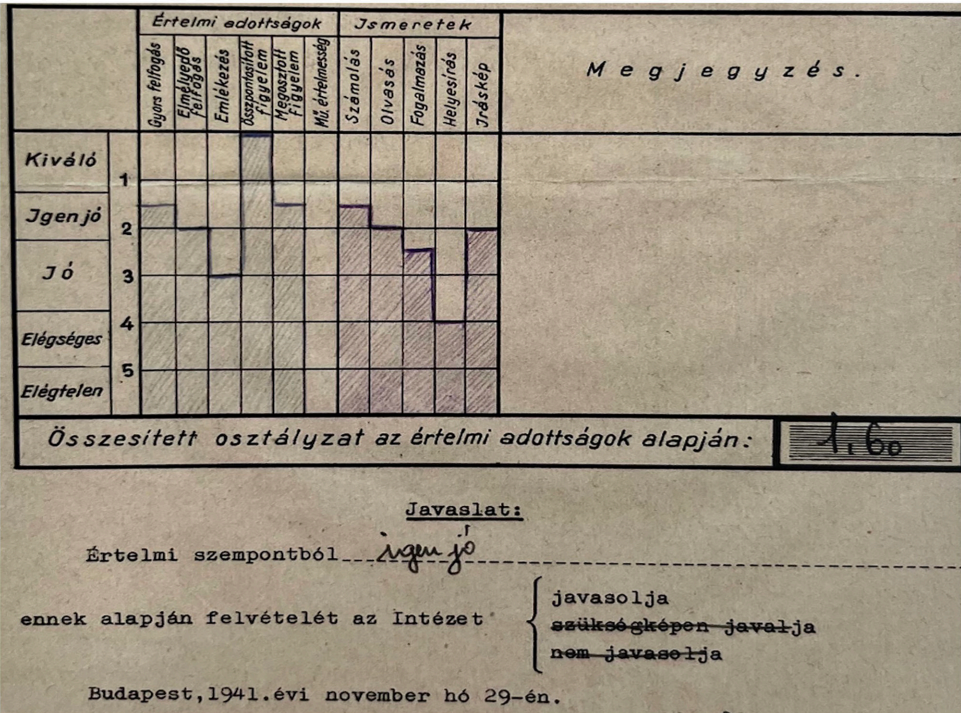 Értelmi adottságok
Ismeretek
Gyors felfogás
Elmélyedő felfogás
Emlékezés
Összpontosított figyelem
Megosztott figyelem
Mű. értelmesség
Számolás
Olvasás
Fogalmazás
Helyesírás
Iráskép
Megjegyzés.
Kiváló
1
Igen jó
2
Jó
3
4
Elégséges
5
Elégtelen
Összesített osztályzat az értelmi adottságok alapján: 1.60
Javaslat:
Értelmi szempontból igen jó
javasolja
ennek alapján felvételét az Intézet
szükségképen javalja
nem javasolja
Budapest,1941.évi november hó 29-én.